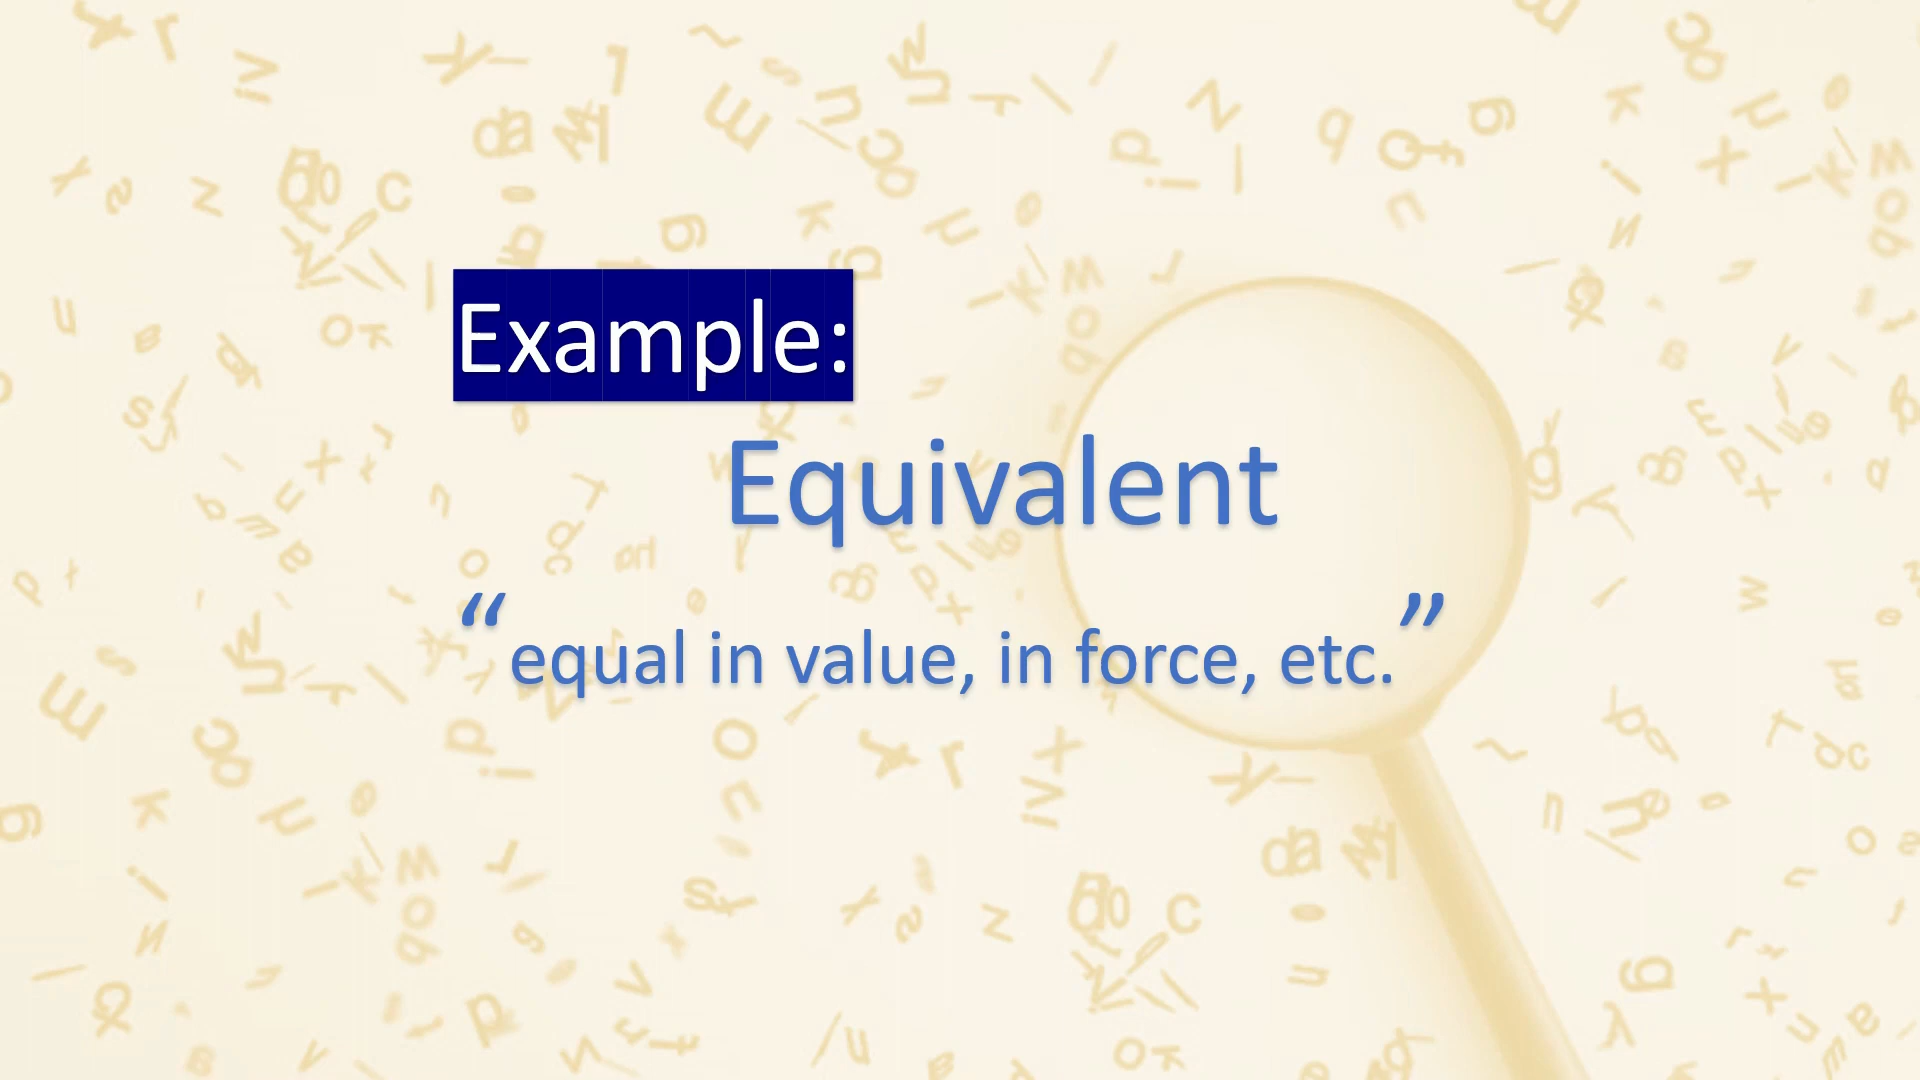 Example:
Equivalent
“equal in value, in force, etc.”